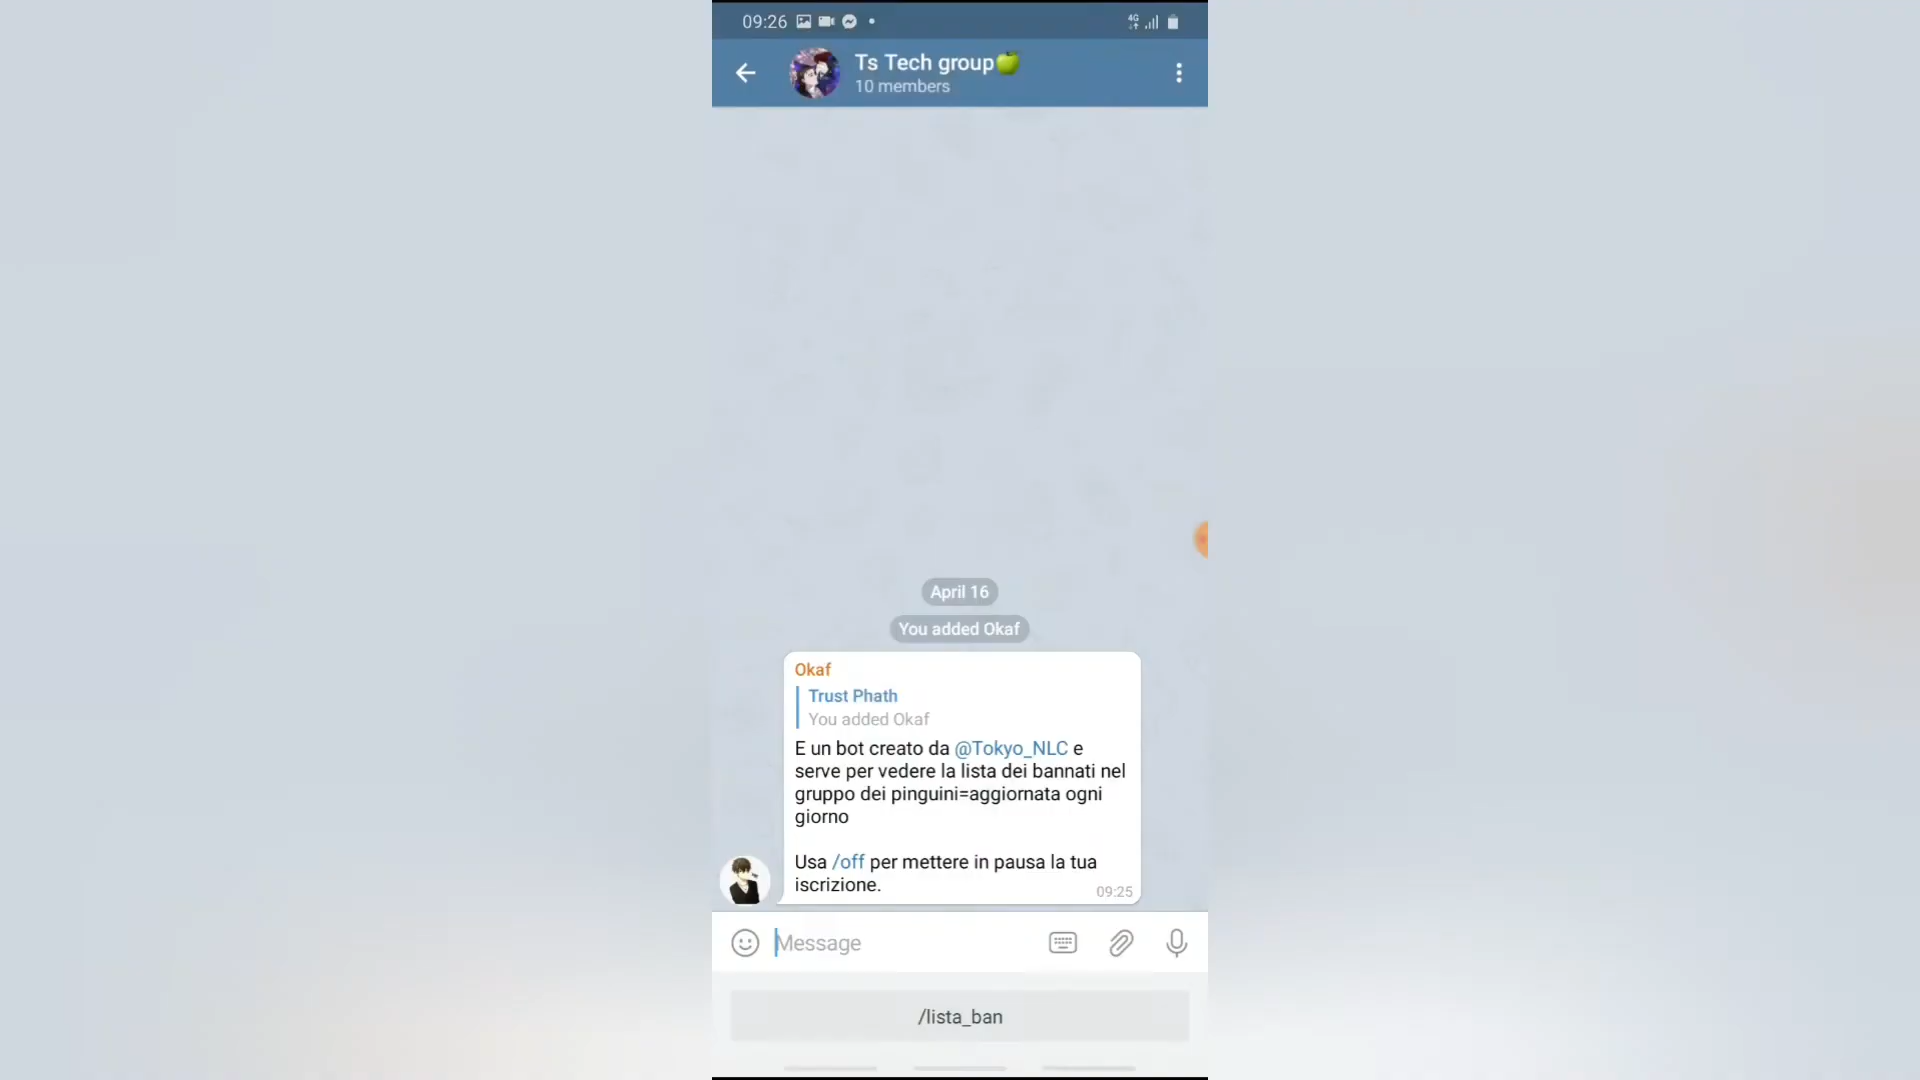 09:26
4G
Ts Tech group🍏
10 members
April 16
You added Okaf
Okaf
Trust Phath
You added Okaf
E un bot creato da @Tokyo_NLC e
serve per vedere la lista dei bannati nel
gruppo dei pinguini=aggiornata ogni
giorno
Usa /off per mettere in pausa la tua
iscrizione.
09:25
Message
/lista_ban